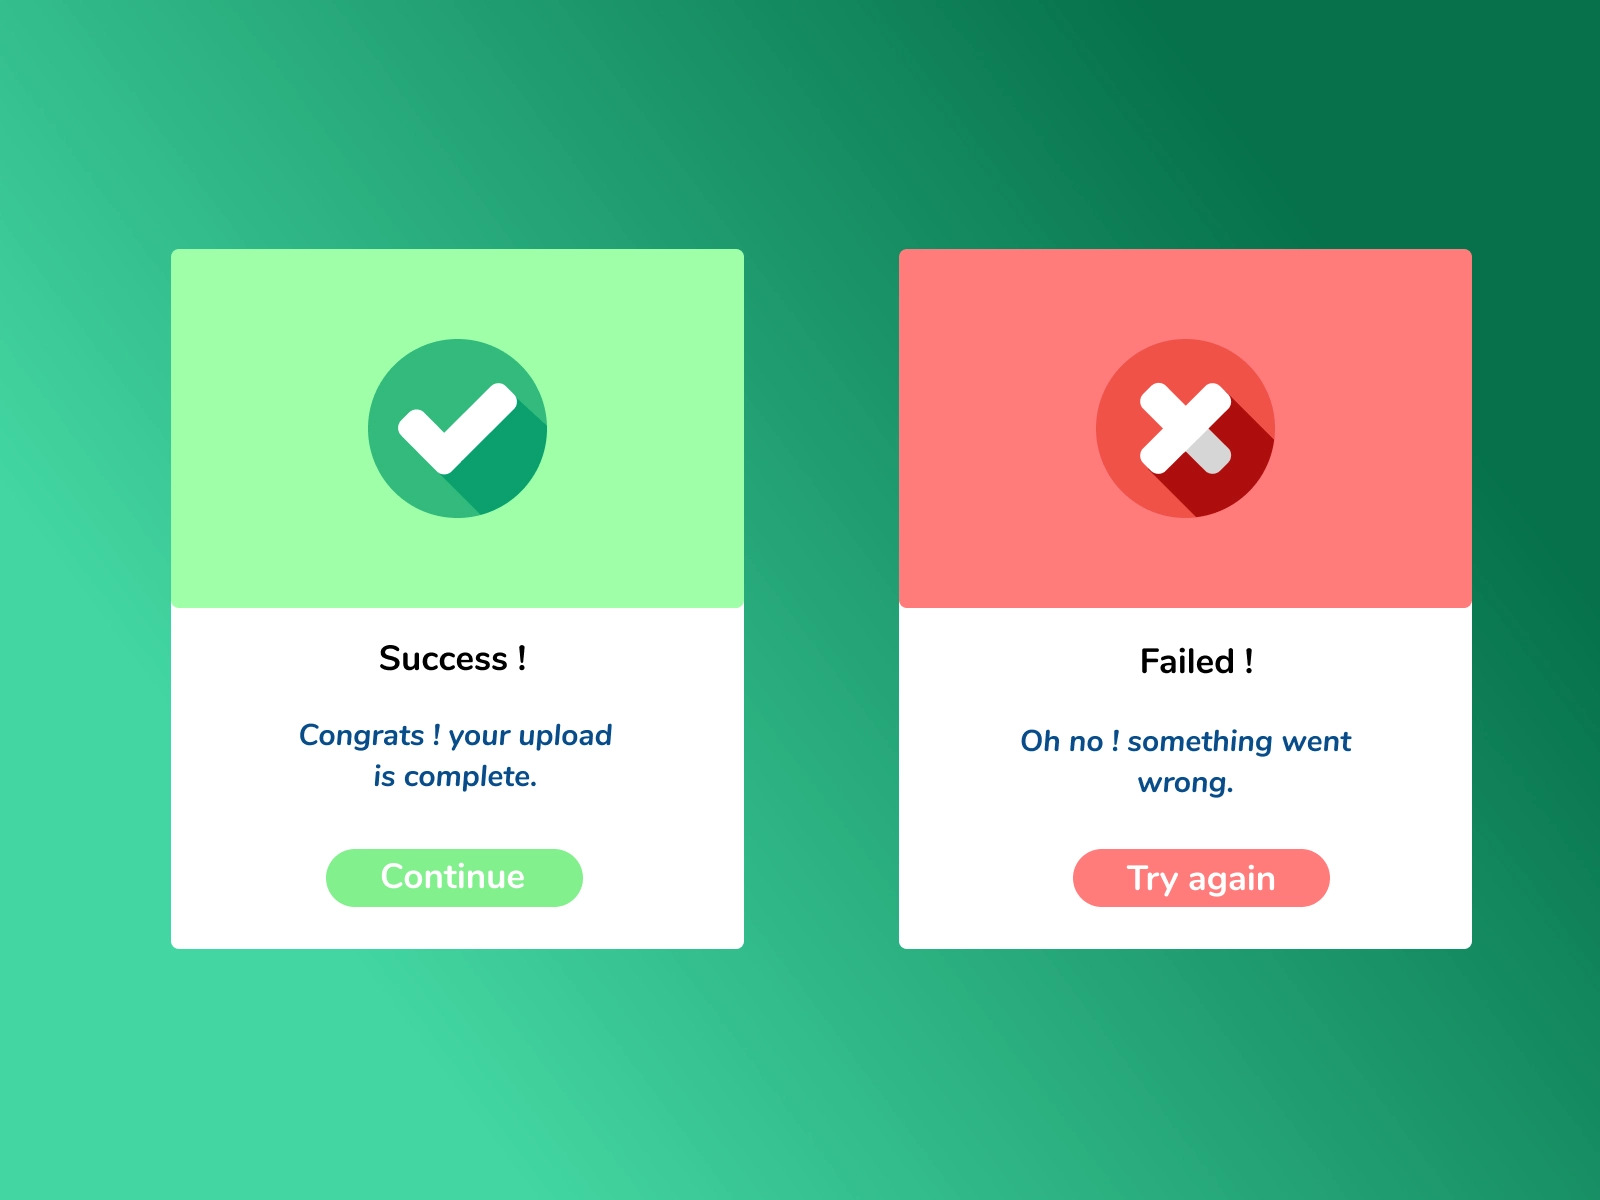 Success !
Congrats ! your upload
is complete.
Continue
Failed !
Oh no ! something went
wrong.
Try again